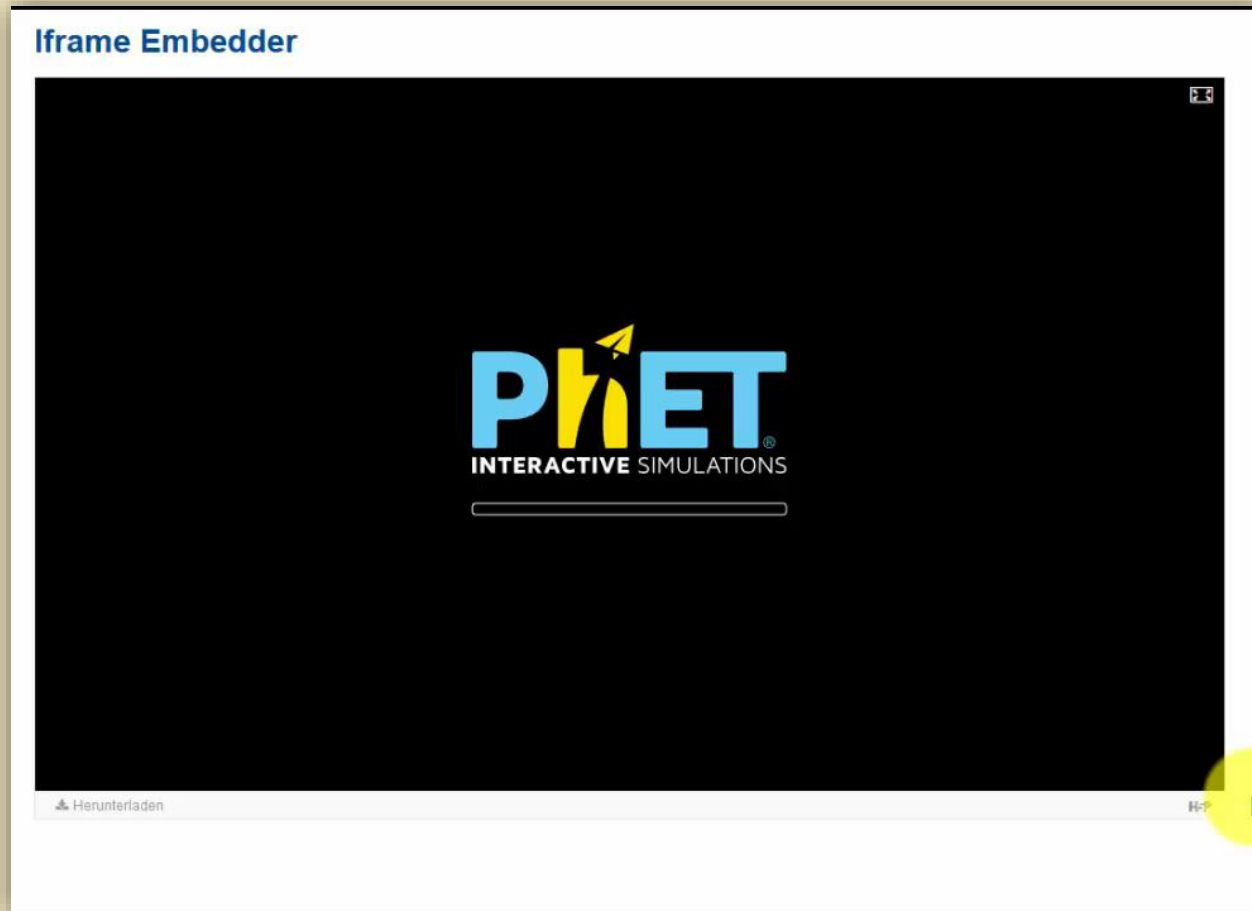 Iframe Embedder
PhET®
INTERACTIVE SIMULATIONS
Herunterladen
H-P